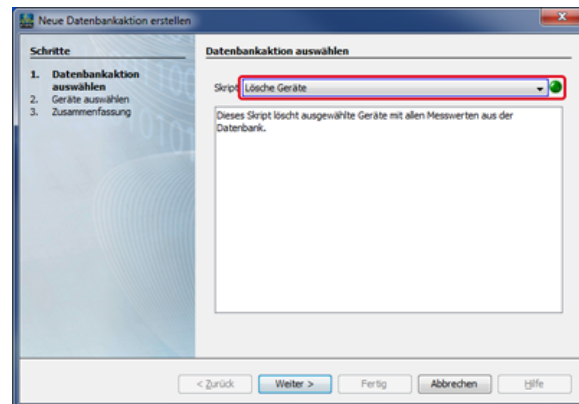 Neue Datenbankaktion erstellen
Schritte
1. Datenbankaktion
auswählen
2. Geräte auswählen
3. Zusammenfassung
Datenbankaktion auswählen
Skript Lösche Geräte
Dieses Skript löscht ausgewählte Geräte mit allen Messwerten aus der
Datenbank.
< Zurück Weiter > Fertig Abbrechen Hilfe